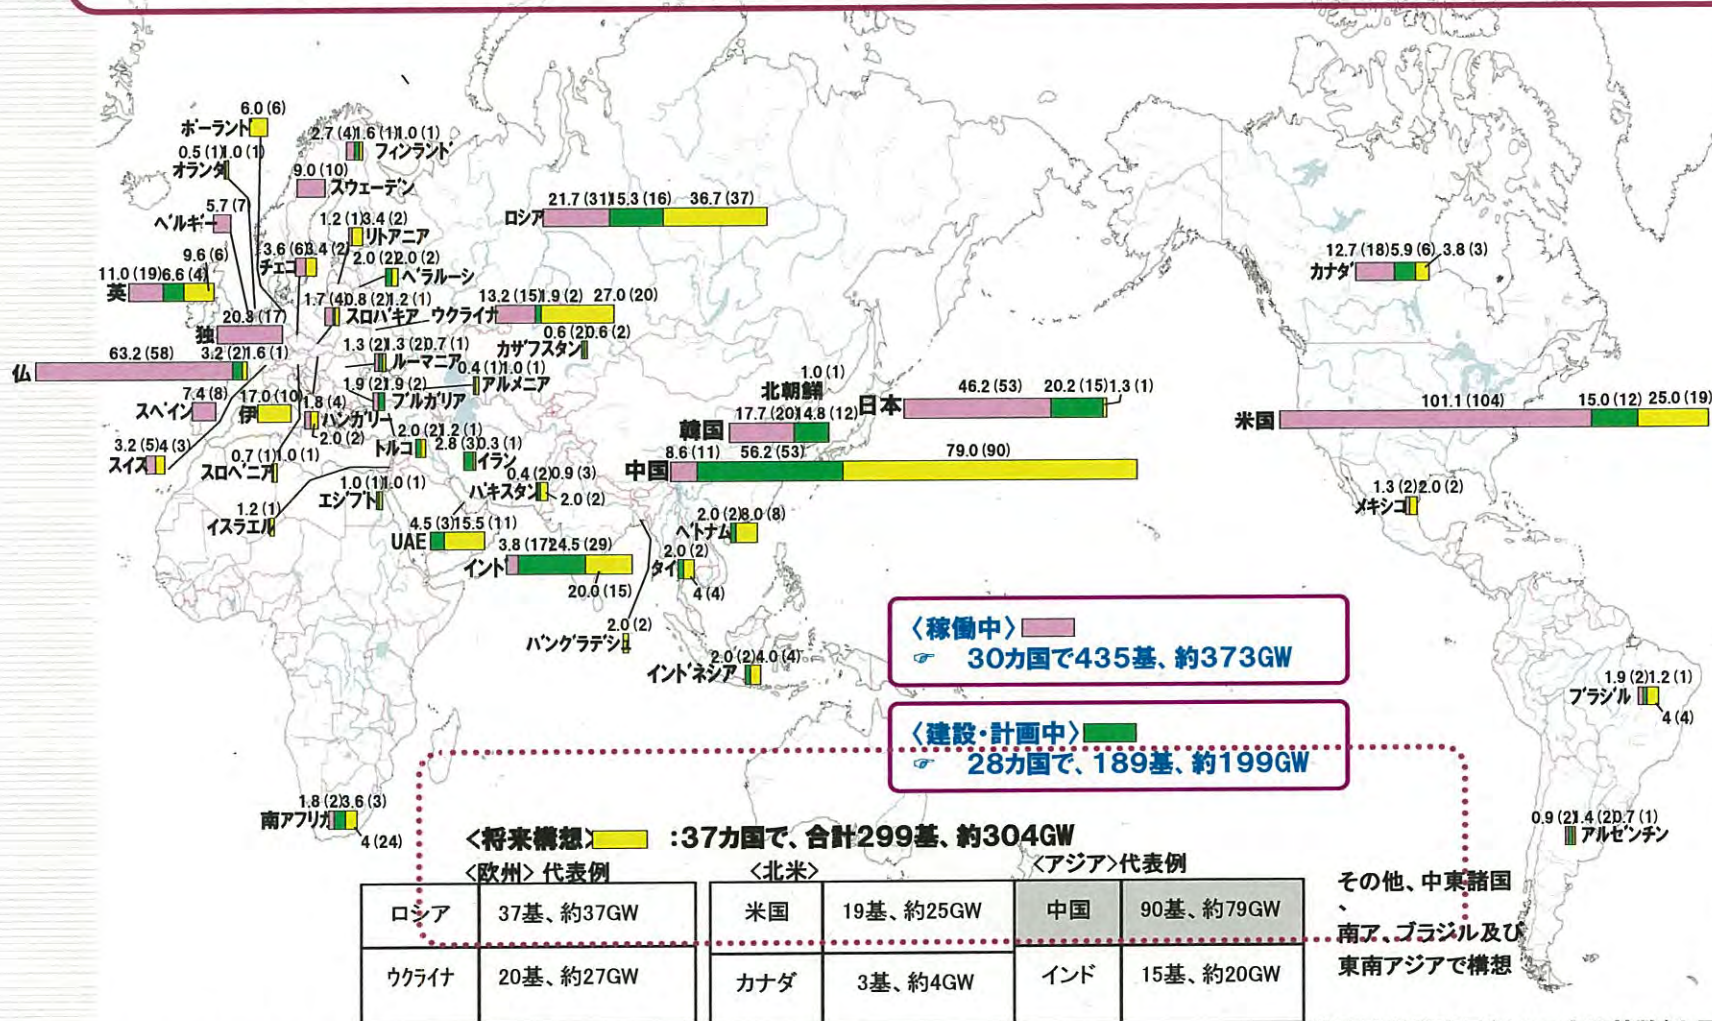 6.0 (6)
ポーランド
2.7 (4)1.6 (1)1.0 (1)
フィンランド
0.5 (1)1.0 (1)
オランダ
9.0 (10)
スウェーデン
5.7 (7)
ベルギー
21.7 (31)15.3 (16) 36.7 (37)
ロシア
1.2 (1)3.4 (2)
リトアニア
3.6 (6)3.4 (2)
チェコ
2.0 (2)2.0 (2)
ベラルーシ
9.6 (6)
11.0 (19)6.6 (4)
英
12.7 (18)5.9 (6) 3.8 (3)
カナダ
1.7 (4)0.8 (2)1.2 (1)
スロバキア
13.2 (15)1.9 (2) 27.0 (20)
ウクライナ
20.3 (17)
独
0.6 (2)0.6 (2)
カザフスタン
63.2 (58) 3.2 (2)1.6 (1)
仏
1.3 (2)1.3 (2)0.7 (1)
ルーマニア
0.4 (1)1.0 (1)
アルメニア
1.9 (2)1.9 (2)
ブルガリア
1.0 (1)
北朝鮮
46.2 (53) 20.2 (15)1.3 (1)
日本
7.4 (8)
スペイン
17.0 (10)
伊
1.8 (4)
ハンガリー
2.0 (2)
17.7 (20)14.8 (12)
韓国
101.1 (104) 15.0 (12) 25.0 (19)
米国
2.0 (2)1.2 (1)
トルコ
2.8 (3)0.3 (1)
イラン
3.2 (5)4 (3)
スイス
0.7 (1)1.0 (1)
スロベニア
8.6 (11) 56.2 (53) 79.0 (90)
中国
0.4 (2)0.9 (3)
パキスタン
2.0 (2)
1.0 (1)1.0 (1)
エジプト
1.3 (2)2.0 (2)
メキシコ
1.2 (1)
イスラエル
4.5 (3)15.5 (11)
UAE
2.0 (2)8.0 (8)
ベトナム
3.8 (17)24.5 (29)
インド
20.0 (15)
2.0 (2)
タイ
4 (4)
2.0 (2)
バングラデシュ
2.0 (2)4.0 (4)
インドネシア
〈稼働中〉
☞ 30カ国で435基、約373GW
1.9 (2)1.2 (1)
ブラジル
4 (4)
〈建設・計画中〉
☞ 28カ国で、189基、約199GW
1.8 (2)3.6 (3)
南アフリカ
4 (24)
0.9 (2)1.4 (2)0.7 (1)
アルゼンチン
<将来構想> :37カ国で、合計299基、約304GW
<欧州> 代表例 <北米> <アジア>代表例
ロシア 37基、約37GW 米国 19基、約25GW 中国 90基、約79GW
ウクライナ 20基、約27GW カナダ 3基、約4GW インド 15基、約20GW
その他、中東諸国
、
南ア、ブラジル及び
東南アジアで構想